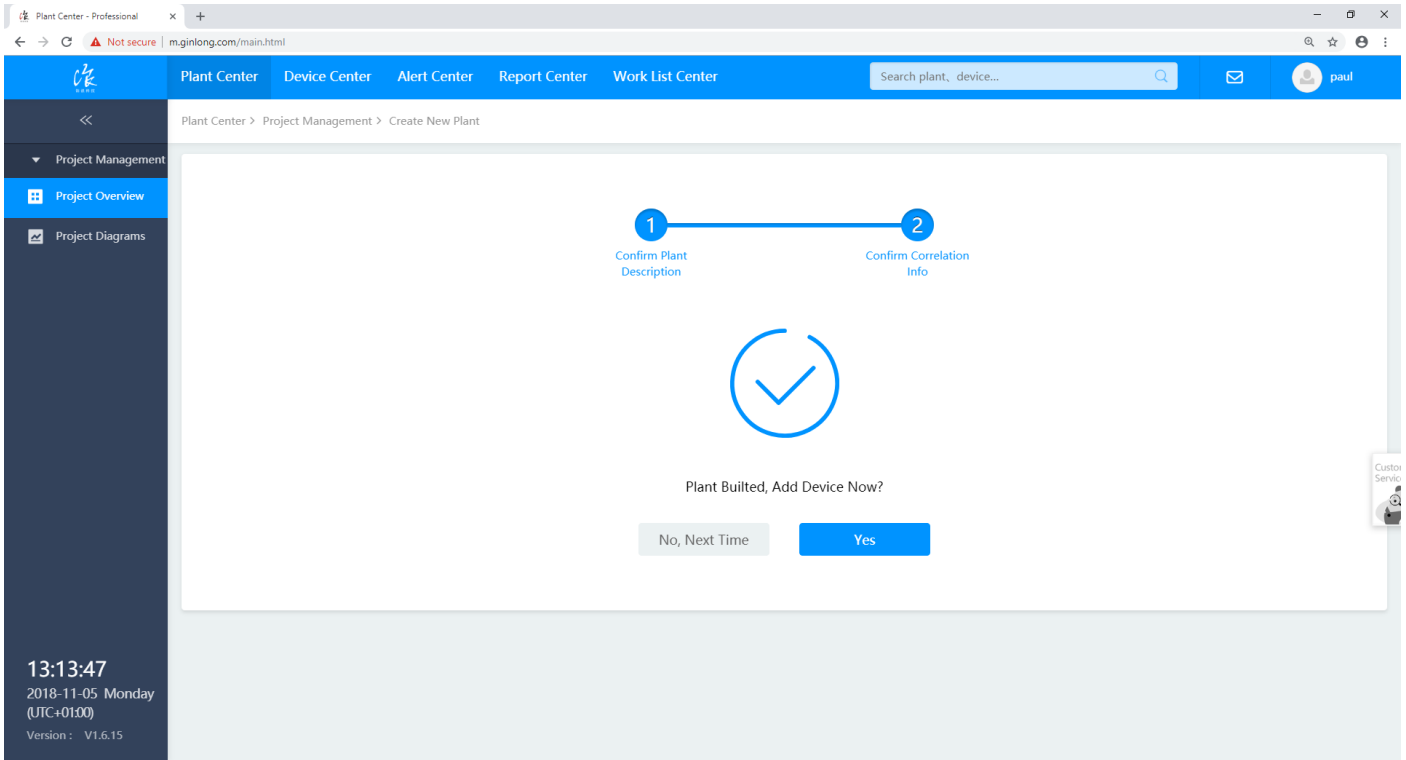 Plant Center - Professional
Not secure | m.ginlong.com/main.html
Plant Center Device Center Alert Center Report Center Work List Center Search plant、device... paul
Plant Center > Project Management > Create New Plant
Project Management
Project Overview
Project Diagrams
1 2
Confirm Plant
Description
Confirm Correlation
Info
Plant Builted, Add Device Now?
No, Next Time Yes
Service
13:13:47
2018-11-05 Monday
(UTC+01:00)
Version : V1.6.15